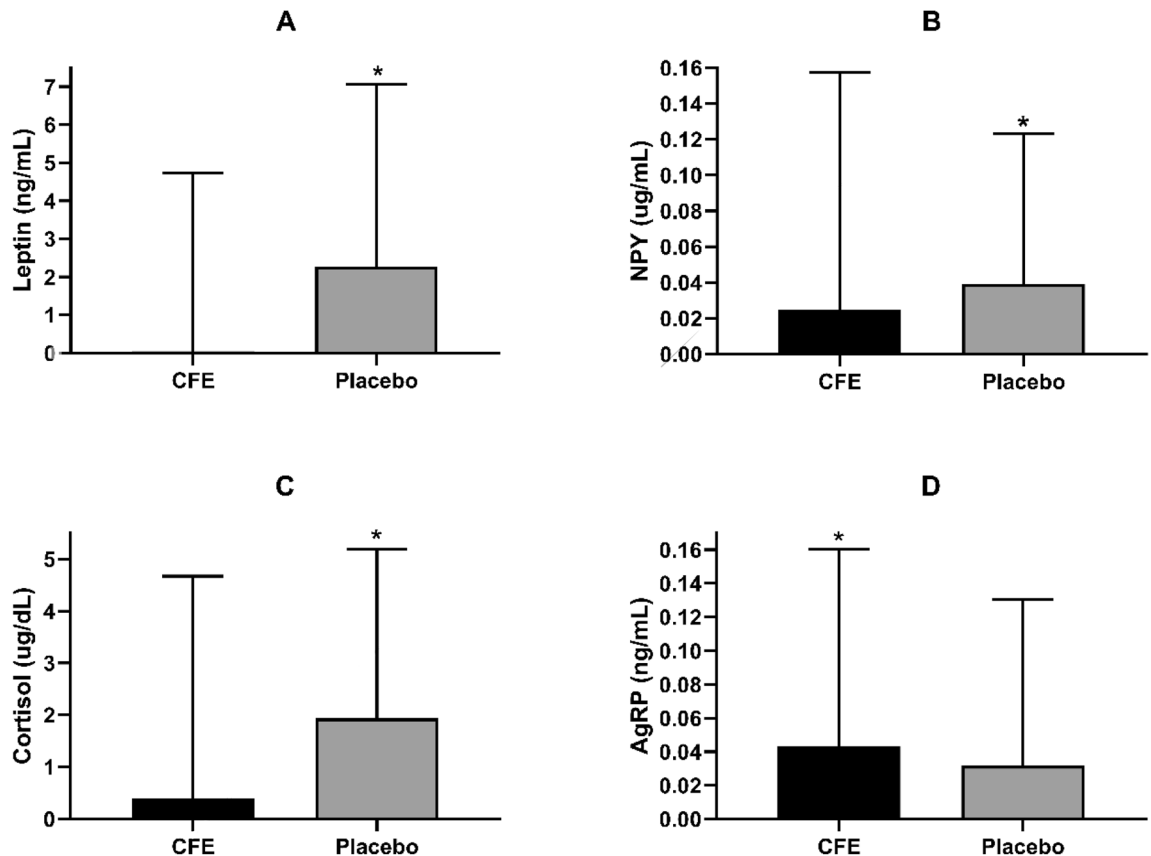 A
Leptin (ng/mL)
7
6
5
4
3
2
1
0
*
CFE
Placebo
B
NPY (ug/mL)
0.16
0.14
0.12
0.10
0.08
0.06
0.04
0.02
0.00
*
CFE
Placebo
C
Cortisol (ug/dL)
5
4
3
2
1
0
*
CFE
Placebo
D
AgRP (ng/mL)
0.16
0.14
0.12
0.10
0.08
0.06
0.04
0.02
0.00
*
CFE
Placebo